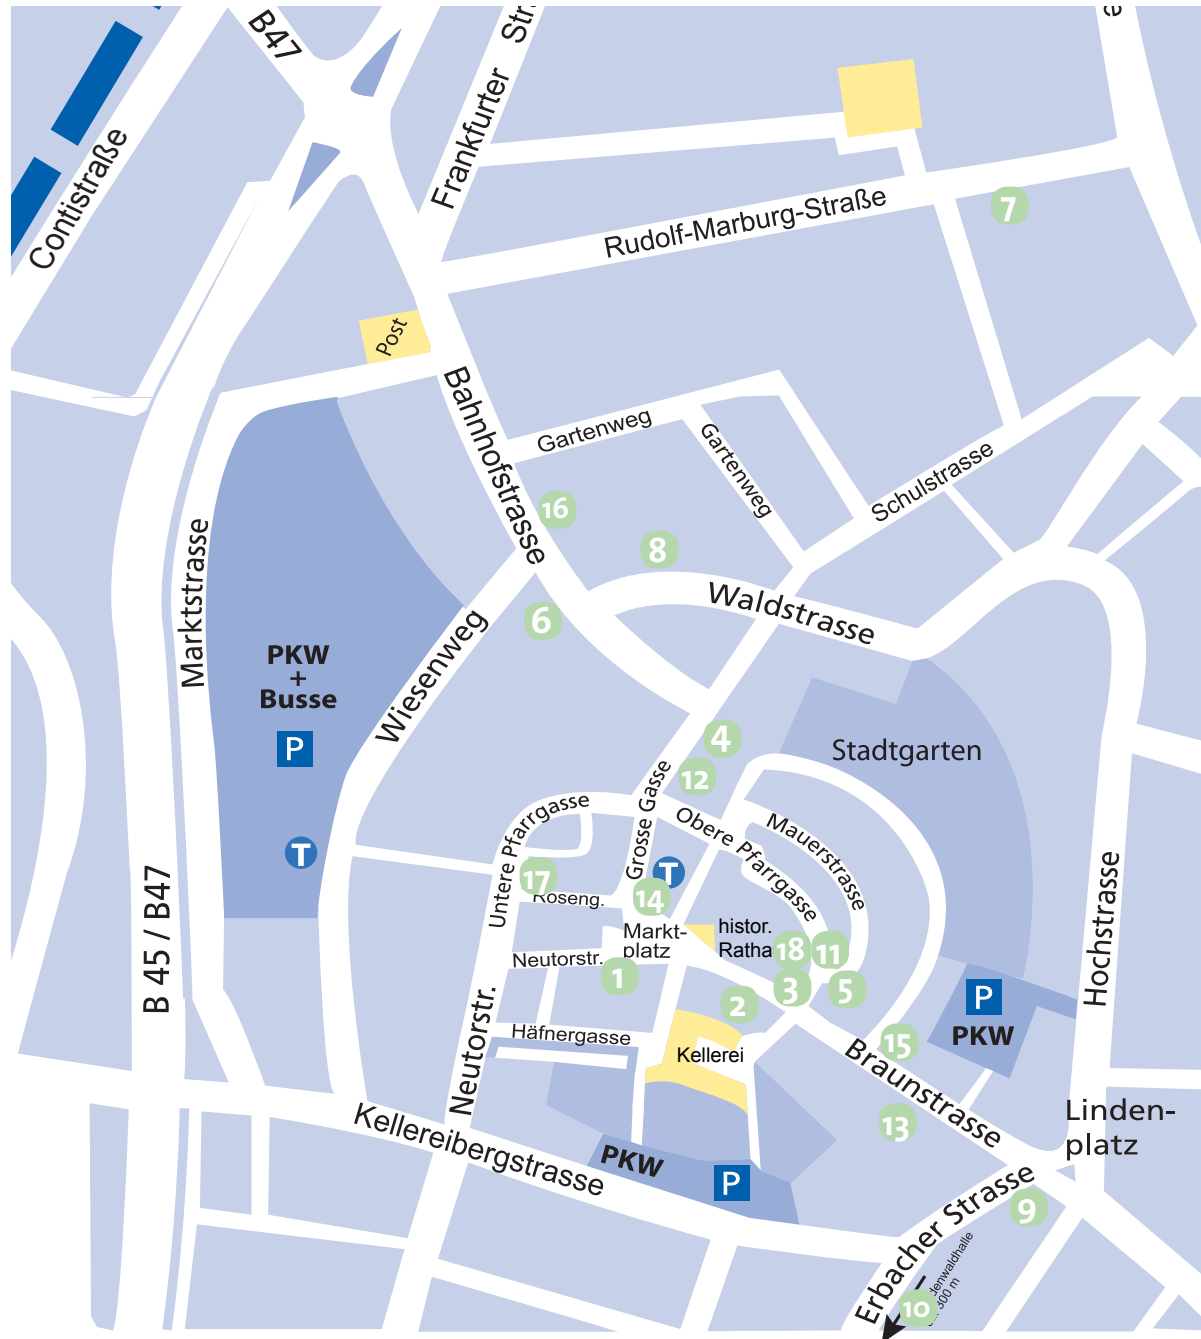 B47
Frankfurter Str
e
Contistraße
7
Rudolf-Marburg-Straße
Post
Bahnhofstrasse
Gartenweg
Gartenweg
Schulstrasse
16
8
Marktstrasse
6
Waldstrasse
PKW
+
Busse
P
Wiesenweg
4
Stadtgarten
12
Grosse Gasse
Untere Pfarrgasse
Obere Pfarrgasse
Mauerstrasse
T
T
17
Roseng.
14
B 45 / B47
Hochstrasse
Markt-
platz
histor.
Ratha
18
11
Neutorstr.
1
2
3
5
P
PKW
Neutorstr.
Häfnergasse
Kellerei
15
Braunstrasse
13
Linden-
platz
Kellereibergstrasse
PKW
P
Erbacher Strasse
9
denwaldhalle
300 m
10